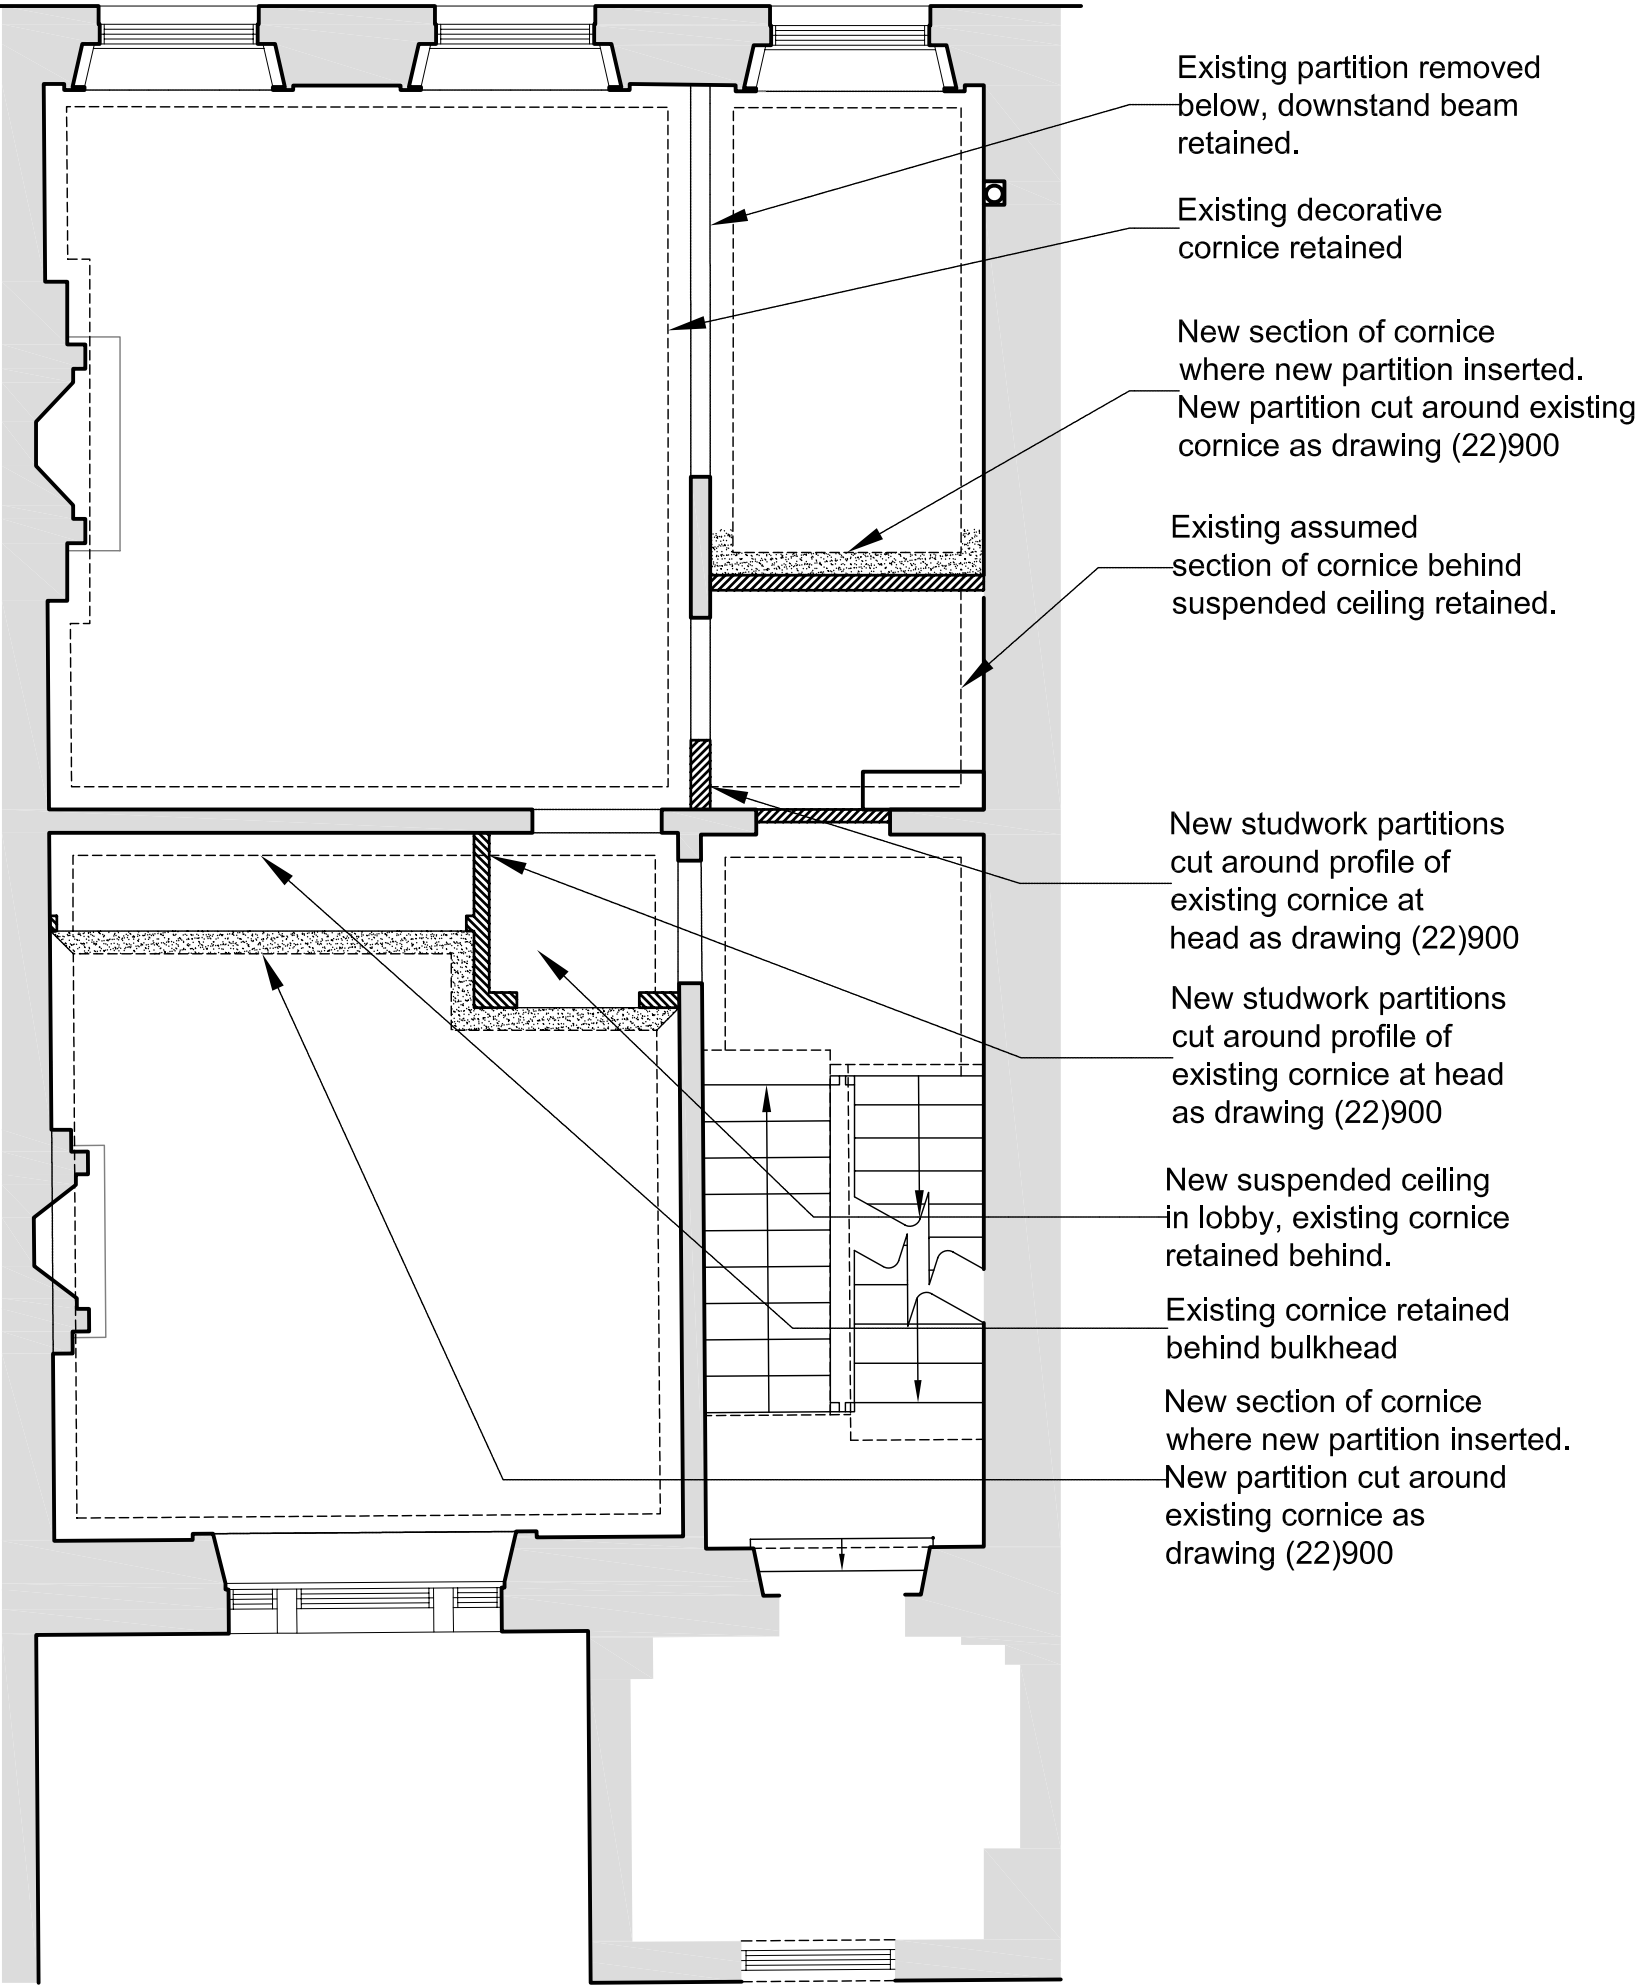 Existing partition removed
below, downstand beam
retained.
Existing decorative
cornice retained
New section of cornice
where new partition inserted.
New partition cut around existing
cornice as drawing (22)900
Existing assumed
section of cornice behind
suspended ceiling retained.
New studwork partitions
cut around profile of
existing cornice at
head as drawing (22)900
New studwork partitions
cut around profile of
existing cornice at head
as drawing (22)900
New suspended ceiling
in lobby, existing cornice
retained behind.
Existing cornice retained
behind bulkhead
New section of cornice
where new partition inserted.
New partition cut around
existing cornice as
drawing (22)900